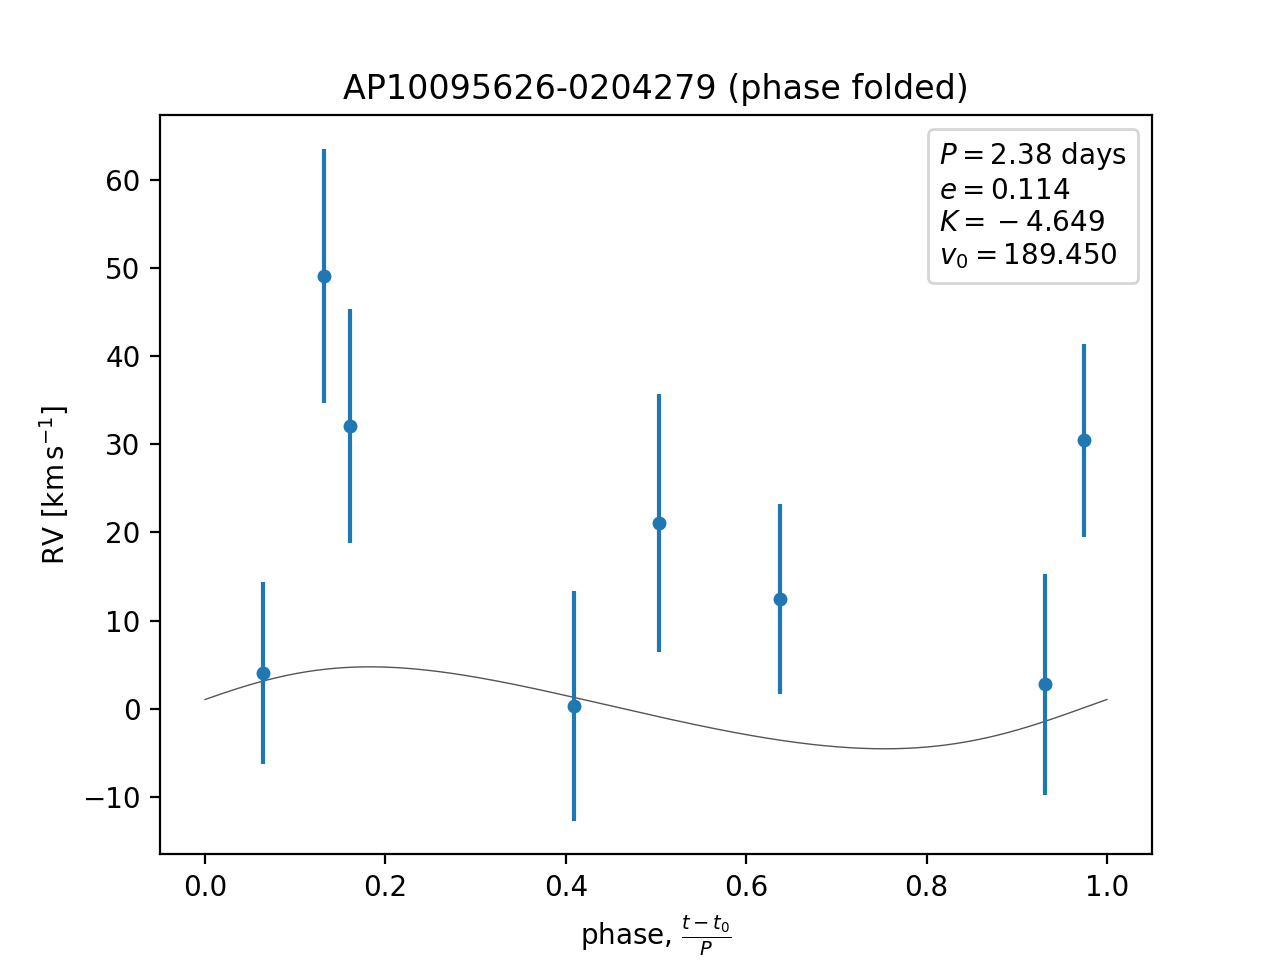 AP10095626-0204279 (phase folded)
P = 2.38 days
e = 0.114
K = −4.649
v₀ = 189.450
60
50
40
30
20
10
0
−10
RV [km s⁻¹]
0.0 0.2 0.4 0.6 0.8 1.0
phase, (t − t₀)/P